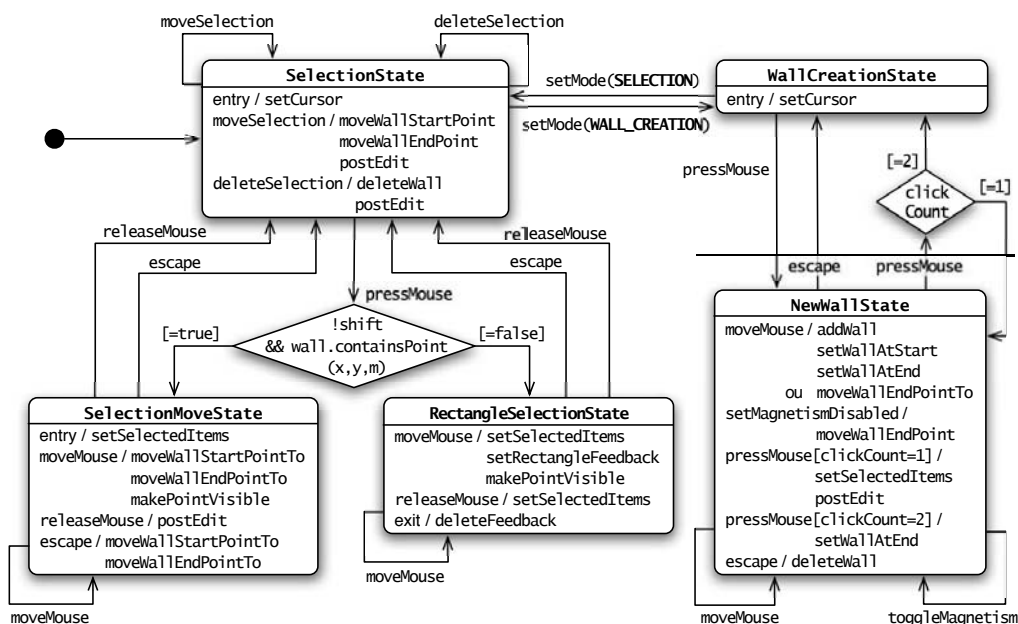 moveSelection
deleteSelection
SelectionState
entry / setCursor
moveSelection / moveWallStartPoint
moveWallEndPoint
postEdit
deleteSelection / deleteWall
postEdit
setMode(SELECTION)
setMode(WALL_CREATION)
WallCreationState
entry / setCursor
pressMouse
[=2]
[=1]
click
Count
escape
pressMouse
releaseMouse
escape
releaseMouse
escape
pressMouse
[=true]
!shift
&& wall.containsPoint
(x,y,m)
[=false]
SelectionMoveState
entry / setSelectedItems
moveMouse / moveWallStartPointTo
moveWallEndPointTo
makePointVisible
releaseMouse / postEdit
escape / moveWallStartPointTo
moveWallEndPointTo
moveMouse
RectangleSelectionState
moveMouse / setSelectedItems
setRectangleFeedback
makePointVisible
releaseMouse / setSelectedItems
exit / deleteFeedback
moveMouse
NewWallState
moveMouse / addWall
setWallAtStart
setWallAtEnd
ou moveWallEndPointTo
setMagnetismDisabled /
moveWallEndPoint
pressMouse[clickCount=1] /
setSelectedItems
postEdit
pressMouse[clickCount=2] /
setWallAtEnd
escape / deleteWall
moveMouse
toggleMagnetism